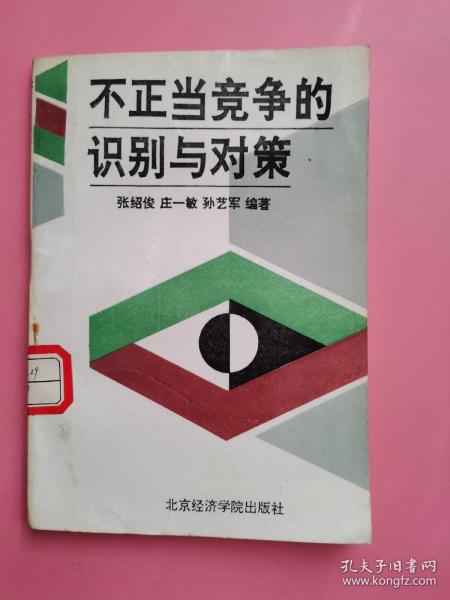 不正当竞争的
识别与对策
张绍俊 庄一敏 孙艺军 编著
29
北京经济学院出版社
孔夫子旧书网
www.kongfz.com